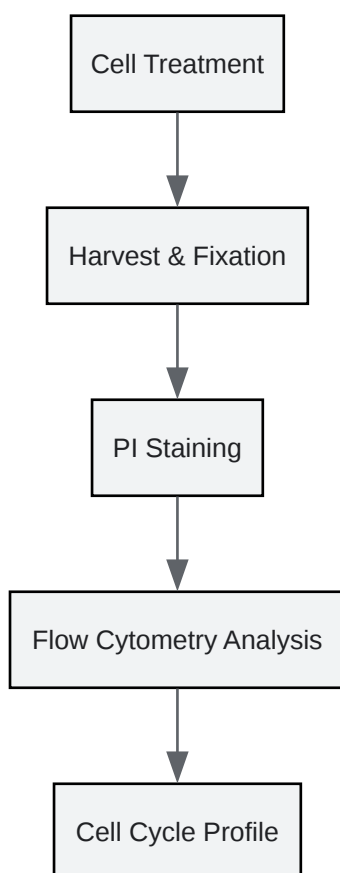 Cell Treatment
Harvest & Fixation
PI Staining
Flow Cytometry Analysis
Cell Cycle Profile